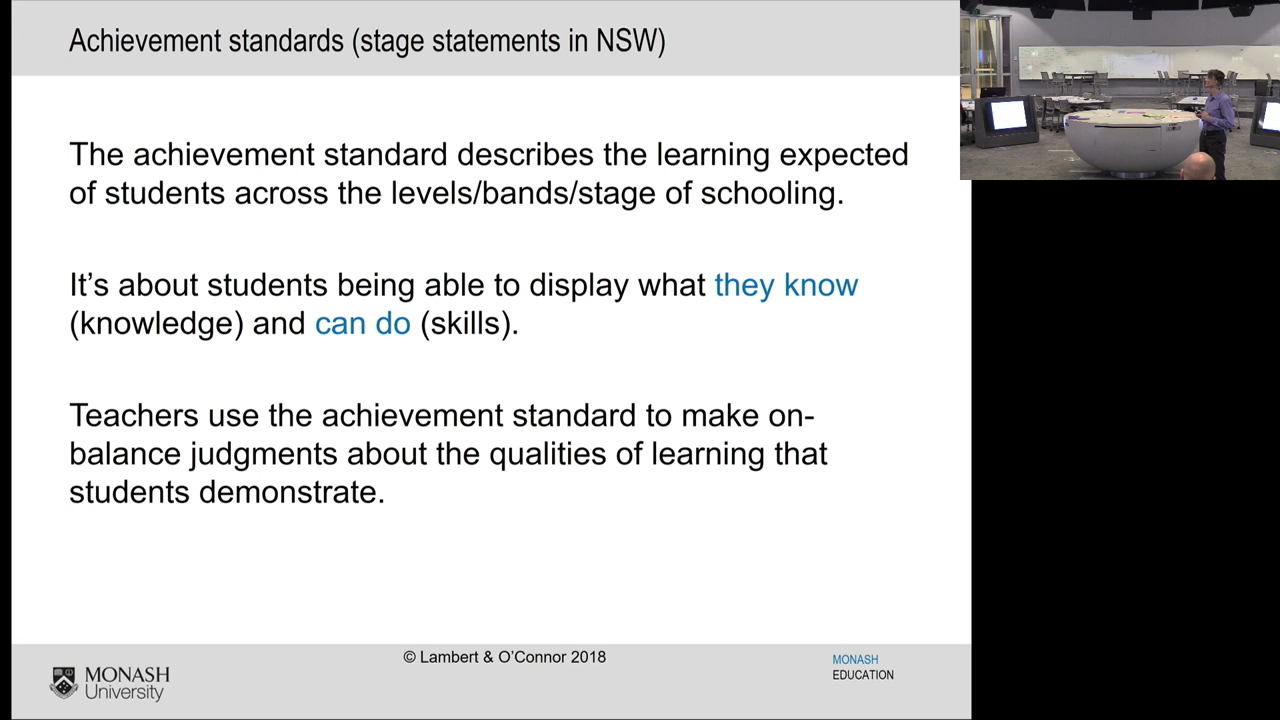 Achievement standards (stage statements in NSW)
The achievement standard describes the learning expected
of students across the levels/bands/stage of schooling.
It’s about students being able to display what they know
(knowledge) and can do (skills).
Teachers use the achievement standard to make on-
balance judgments about the qualities of learning that
students demonstrate.
© Lambert & O’Connor 2018
MONASH
University
MONASH
EDUCATION